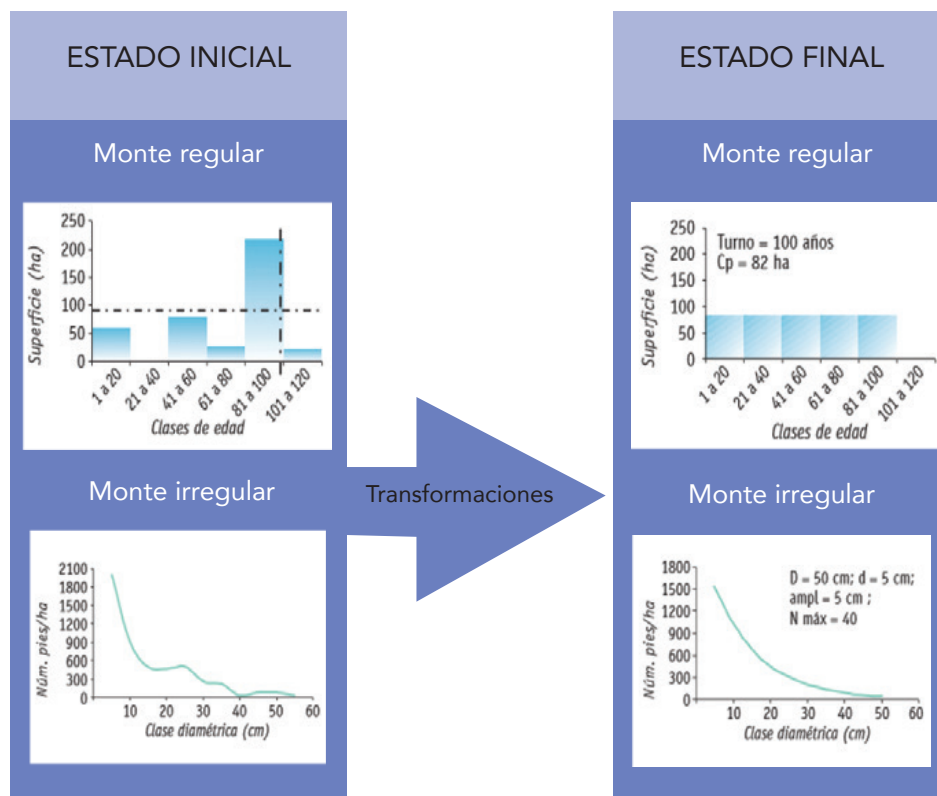 ESTADO INICIAL
Monte regular
Superficie (ha)
250
200
150
100
50
0
1 a 20
21 a 40
41 a 60
61 a 80
81 a 100
101 a 120
Clases de edad
Monte irregular
Núm. pies/ha
2100
1800
1500
1200
900
600
300
0
10 20 30 40 50 60
Clase diamétrica (cm)
Transformaciones
ESTADO FINAL
Monte regular
Superficie (ha)
250
200
150
100
50
0
Turno = 100 años
Cp = 82 ha
1 a 20
21 a 40
41 a 60
61 a 80
81 a 100
101 a 120
Clases de edad
Monte irregular
Núm. pies/ha
1800
1500
1200
900
600
300
0
D = 50 cm; d = 5 cm;
ampl = 5 cm ;
N máx = 40
10 20 30 40 50 60
Clase diamétrica (cm)